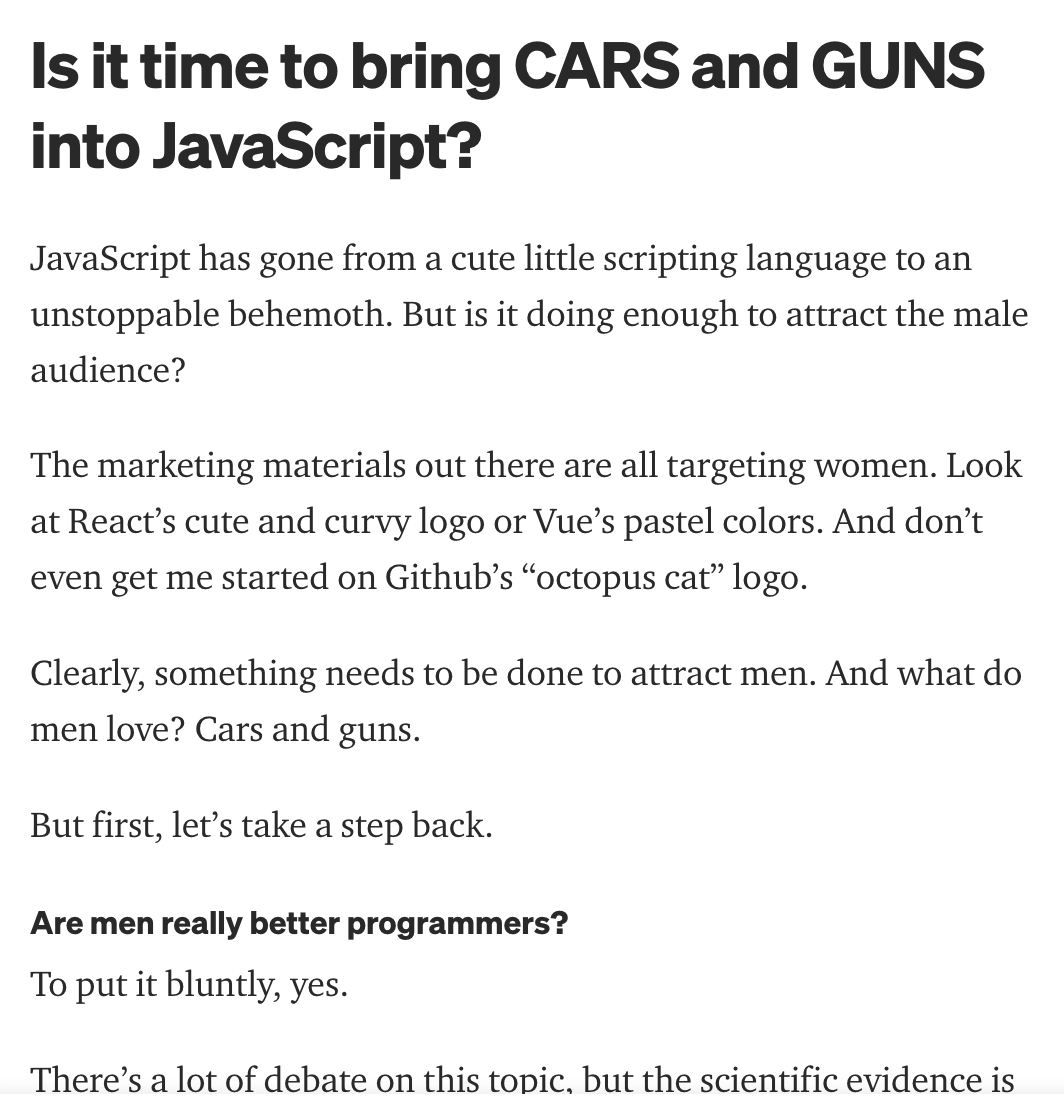 Is it time to bring CARS and GUNS
into JavaScript?
JavaScript has gone from a cute little scripting language to an
unstoppable behemoth. But is it doing enough to attract the male
audience?
The marketing materials out there are all targeting women. Look
at React’s cute and curvy logo or Vue’s pastel colors. And don’t
even get me started on Github’s “octopus cat” logo.
Clearly, something needs to be done to attract men. And what do
men love? Cars and guns.
But first, let’s take a step back.
Are men really better programmers?
To put it bluntly, yes.
There’s a lot of debate on this topic, but the scientific evidence is